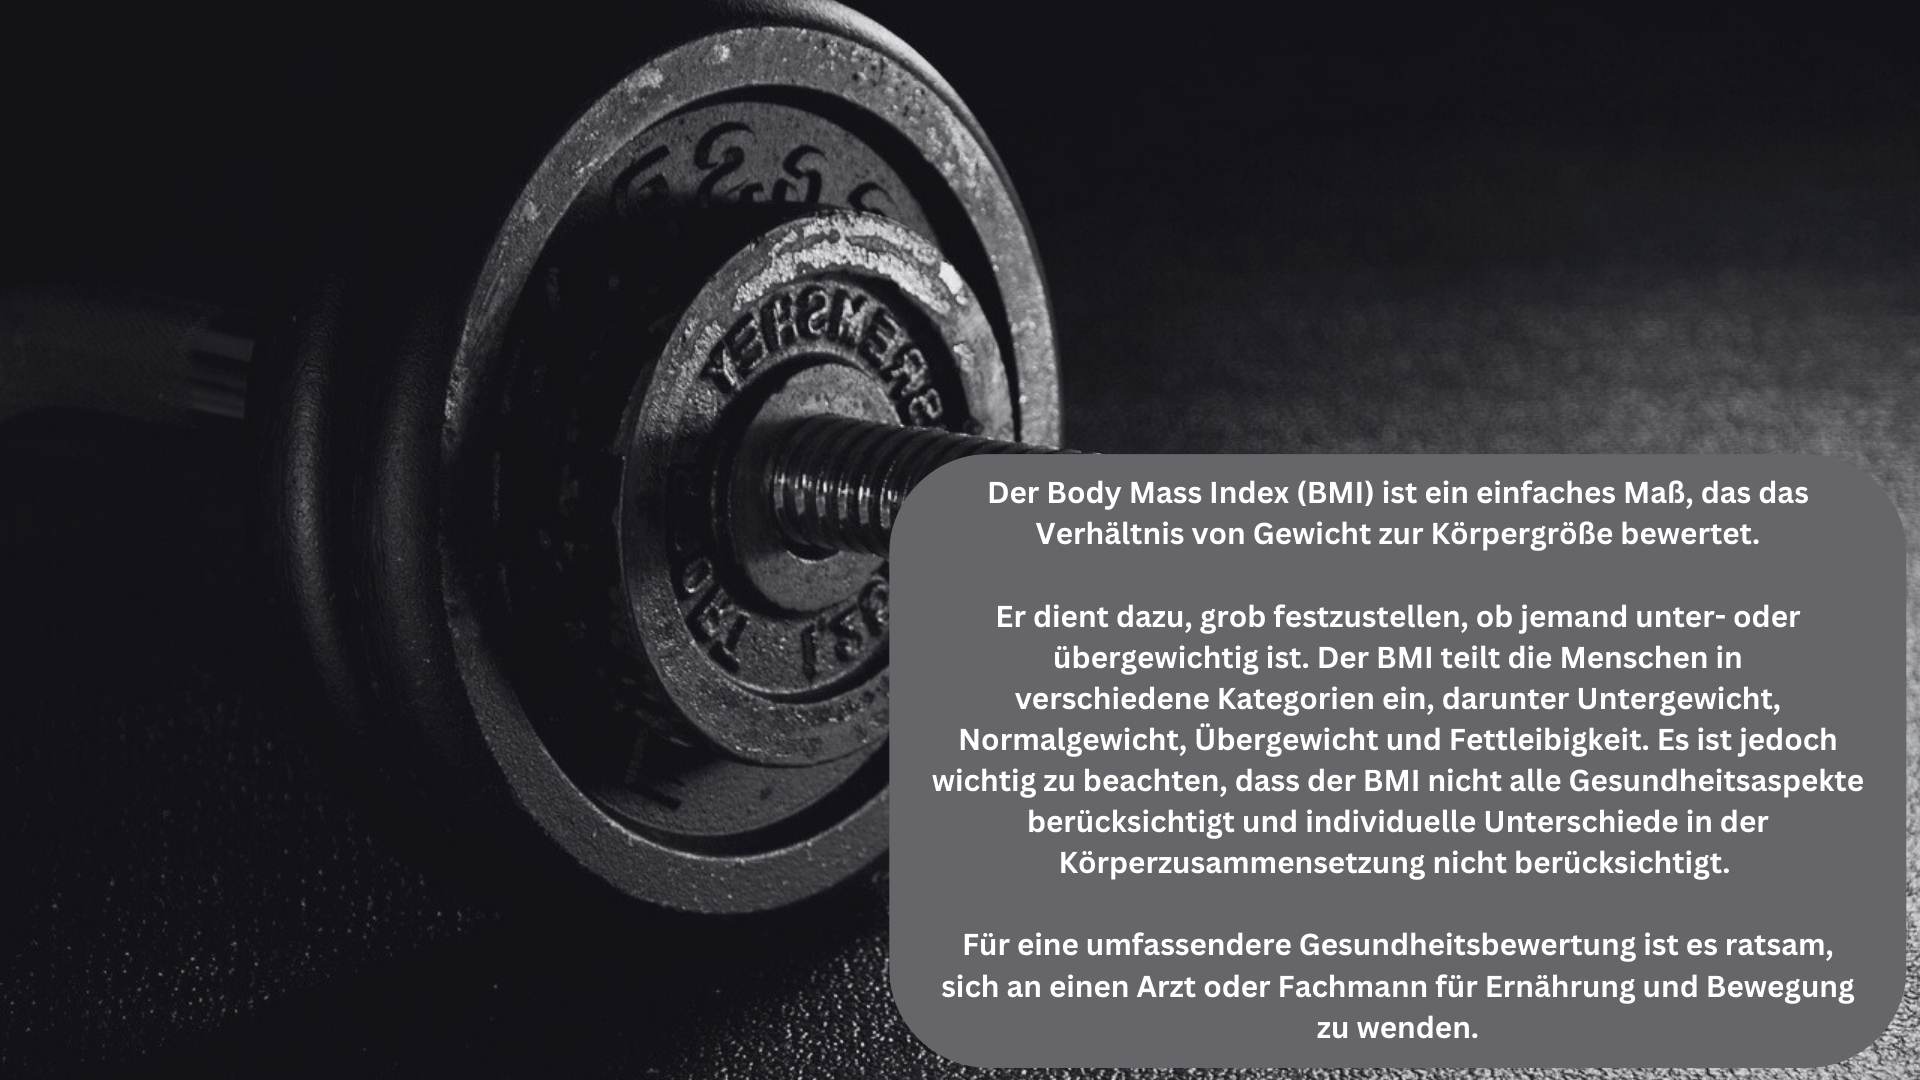 Der Body Mass Index (BMI) ist ein einfaches Maß, das das
Verhältnis von Gewicht zur Körpergröße bewertet.
Er dient dazu, grob festzustellen, ob jemand unter- oder
übergewichtig ist. Der BMI teilt die Menschen in
verschiedene Kategorien ein, darunter Untergewicht,
Normalgewicht, Übergewicht und Fettleibigkeit. Es ist jedoch
wichtig zu beachten, dass der BMI nicht alle Gesundheitsaspekte
berücksichtigt und individuelle Unterschiede in der
Körperzusammensetzung nicht berücksichtigt.
Für eine umfassendere Gesundheitsbewertung ist es ratsam,
sich an einen Arzt oder Fachmann für Ernährung und Bewegung
zu wenden.